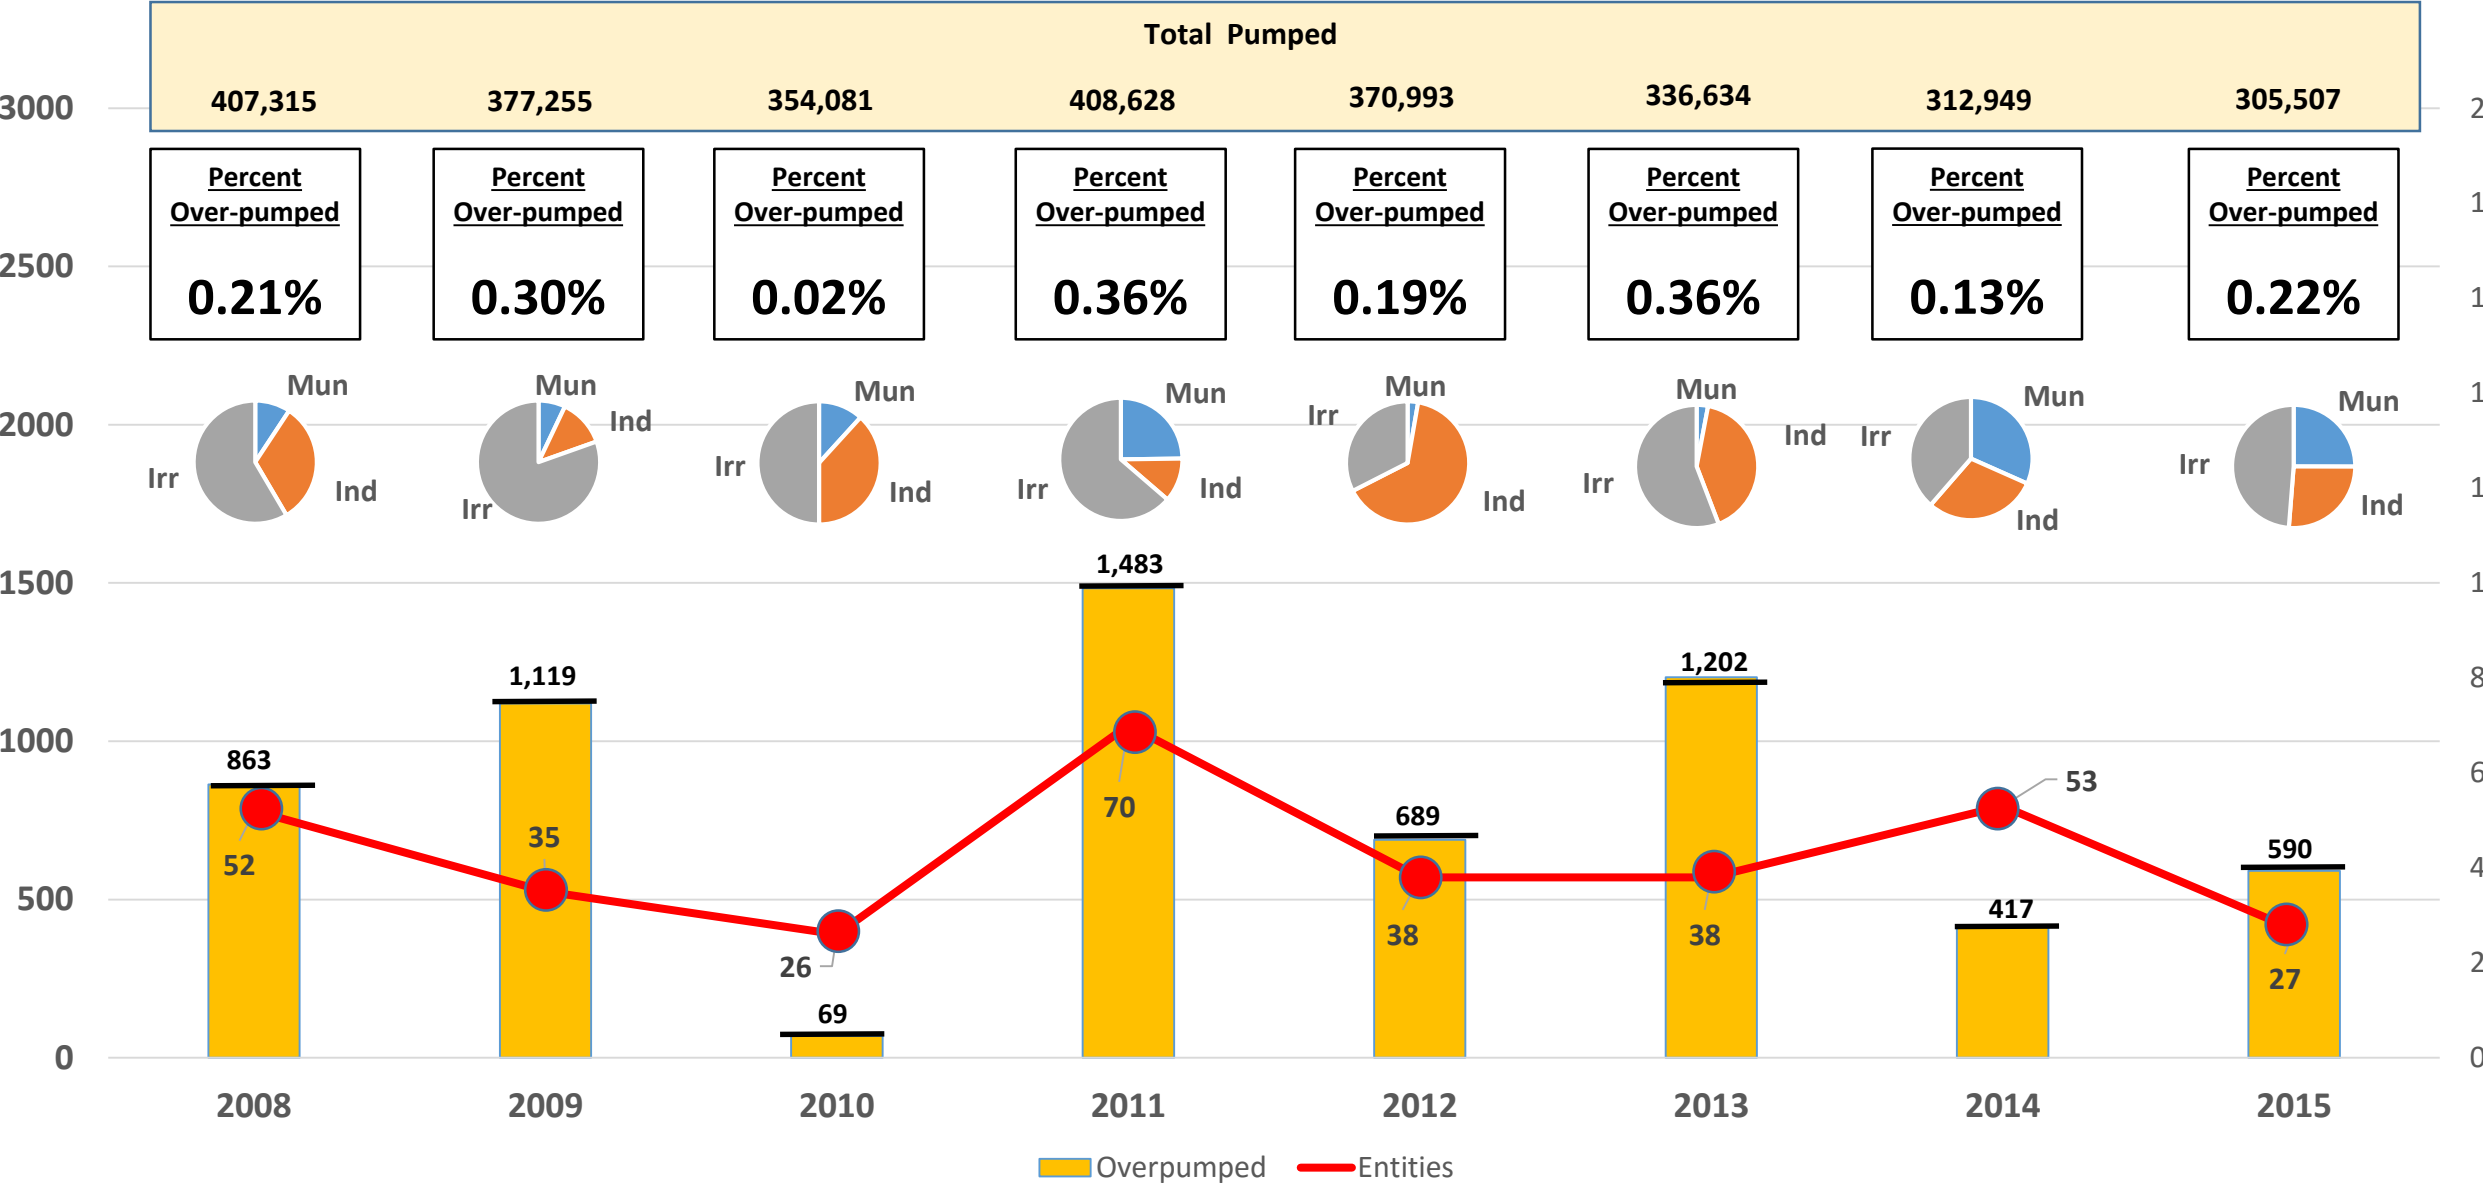 Total Pumped
407,315 377,255 354,081 408,628 370,993 336,634 312,949 305,507
Percent Percent Percent Percent Percent Percent Percent Percent
Over-pumped Over-pumped Over-pumped Over-pumped Over-pumped Over-pumped Over-pumped Over-pumped
0.21% 0.30% 0.02% 0.36% 0.19% 0.36% 0.13% 0.22%
Mun Irr Ind
Mun Ind Irr
Mun Irr Ind
Mun Irr Ind
Mun Irr Ind
Mun Ind Irr
Mun Irr Ind
Mun Irr Ind
3000
2500
2000
1500
1000
500
0
863 1,119 69 1,483 689 1,202 417 590
52 35 26 70 38 38 53 27
2008 2009 2010 2011 2012 2013 2014 2015
Overpumped Entities